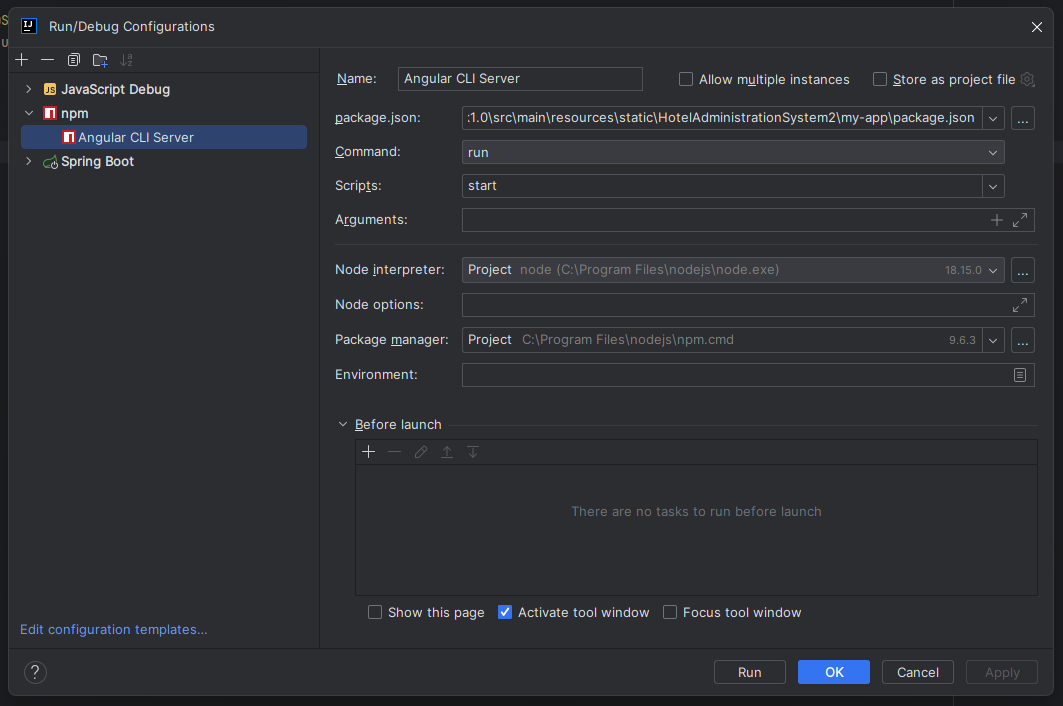 Run/Debug Configurations
JavaScript Debug
npm
Angular CLI Server
Spring Boot
Edit configuration templates...
Name: Angular CLI Server Allow multiple instances Store as project file
package.json: :1.0\src\main\resources\static\HotelAdministrationSystem2\my-app\package.json ...
Command: run
Scripts: start
Arguments:
Node interpreter: Project node (C:\Program Files\nodejs\node.exe) 18.15.0 ...
Node options:
Package manager: Project C:\Program Files\nodejs\npm.cmd 9.6.3 ...
Environment:
Before launch
There are no tasks to run before launch
Show this page Activate tool window Focus tool window
? Run OK Cancel Apply